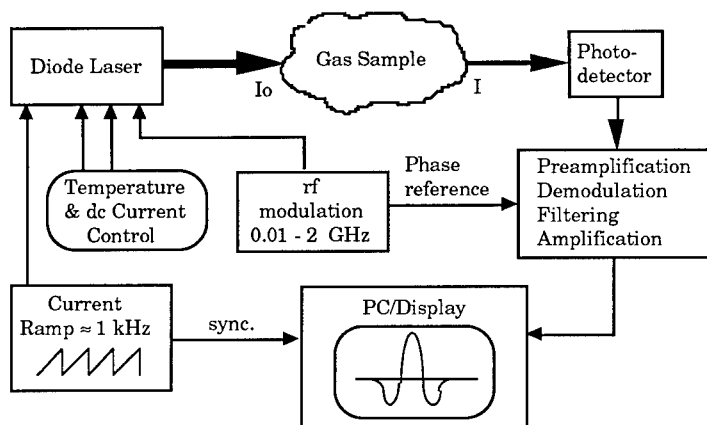 Diode Laser
Io
Gas Sample
I
Photo-
detector
Temperature
& dc Current
Control
rf
modulation
0.01 - 2 GHz
Phase
reference
Preamplification
Demodulation
Filtering
Amplification
Current
Ramp ≈ 1 kHz
sync.
PC/Display